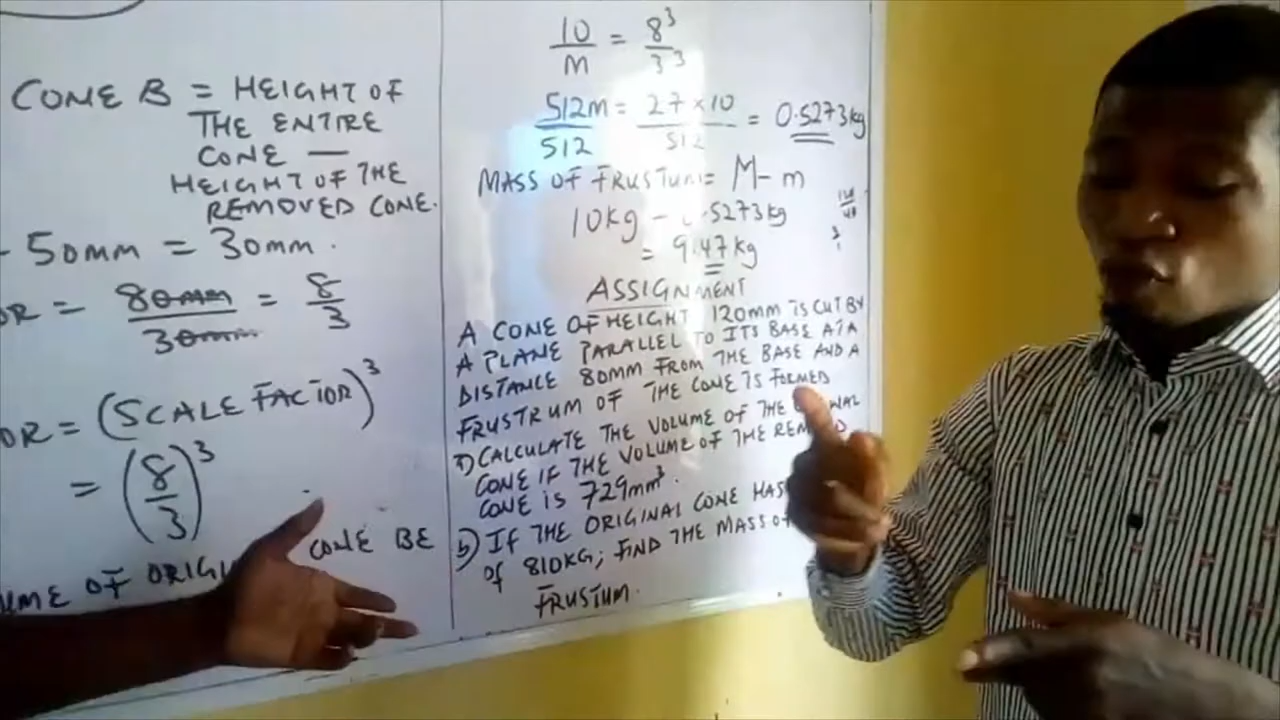 CONE B = HEIGHT OF
THE ENTIRE
CONE —
HEIGHT OF THE
REMOVED CONE.
- 50mm = 30mm.
OR = 80mm/30mm = 8/3
OR = (SCALE FACTOR)³
= (8/3)³
UME OF ORIGI CONE BE
10/M = 8³/3³
512m/512 = 27 × 10/512 = 0.5273kg
MASS OF FRUSTUM = M - m
10kg - .5273kg
= 9.47kg
ASSIGNMENT
A CONE OF HEIGHT 120mm IS CUT BY
A PLANE PARALLEL TO ITS BASE AT A
DISTANCE 80mm FROM THE BASE AND A
FRUSTRUM OF THE CONE IS FORMED
CALCULATE THE VOLUME OF THE
CONE IF THE VOLUME OF THE
CONE IS 729mm³.
b) IF THE ORIGINAL CONE HAS
OF 810KG; FIND THE MASS OF
FRUSTUM.